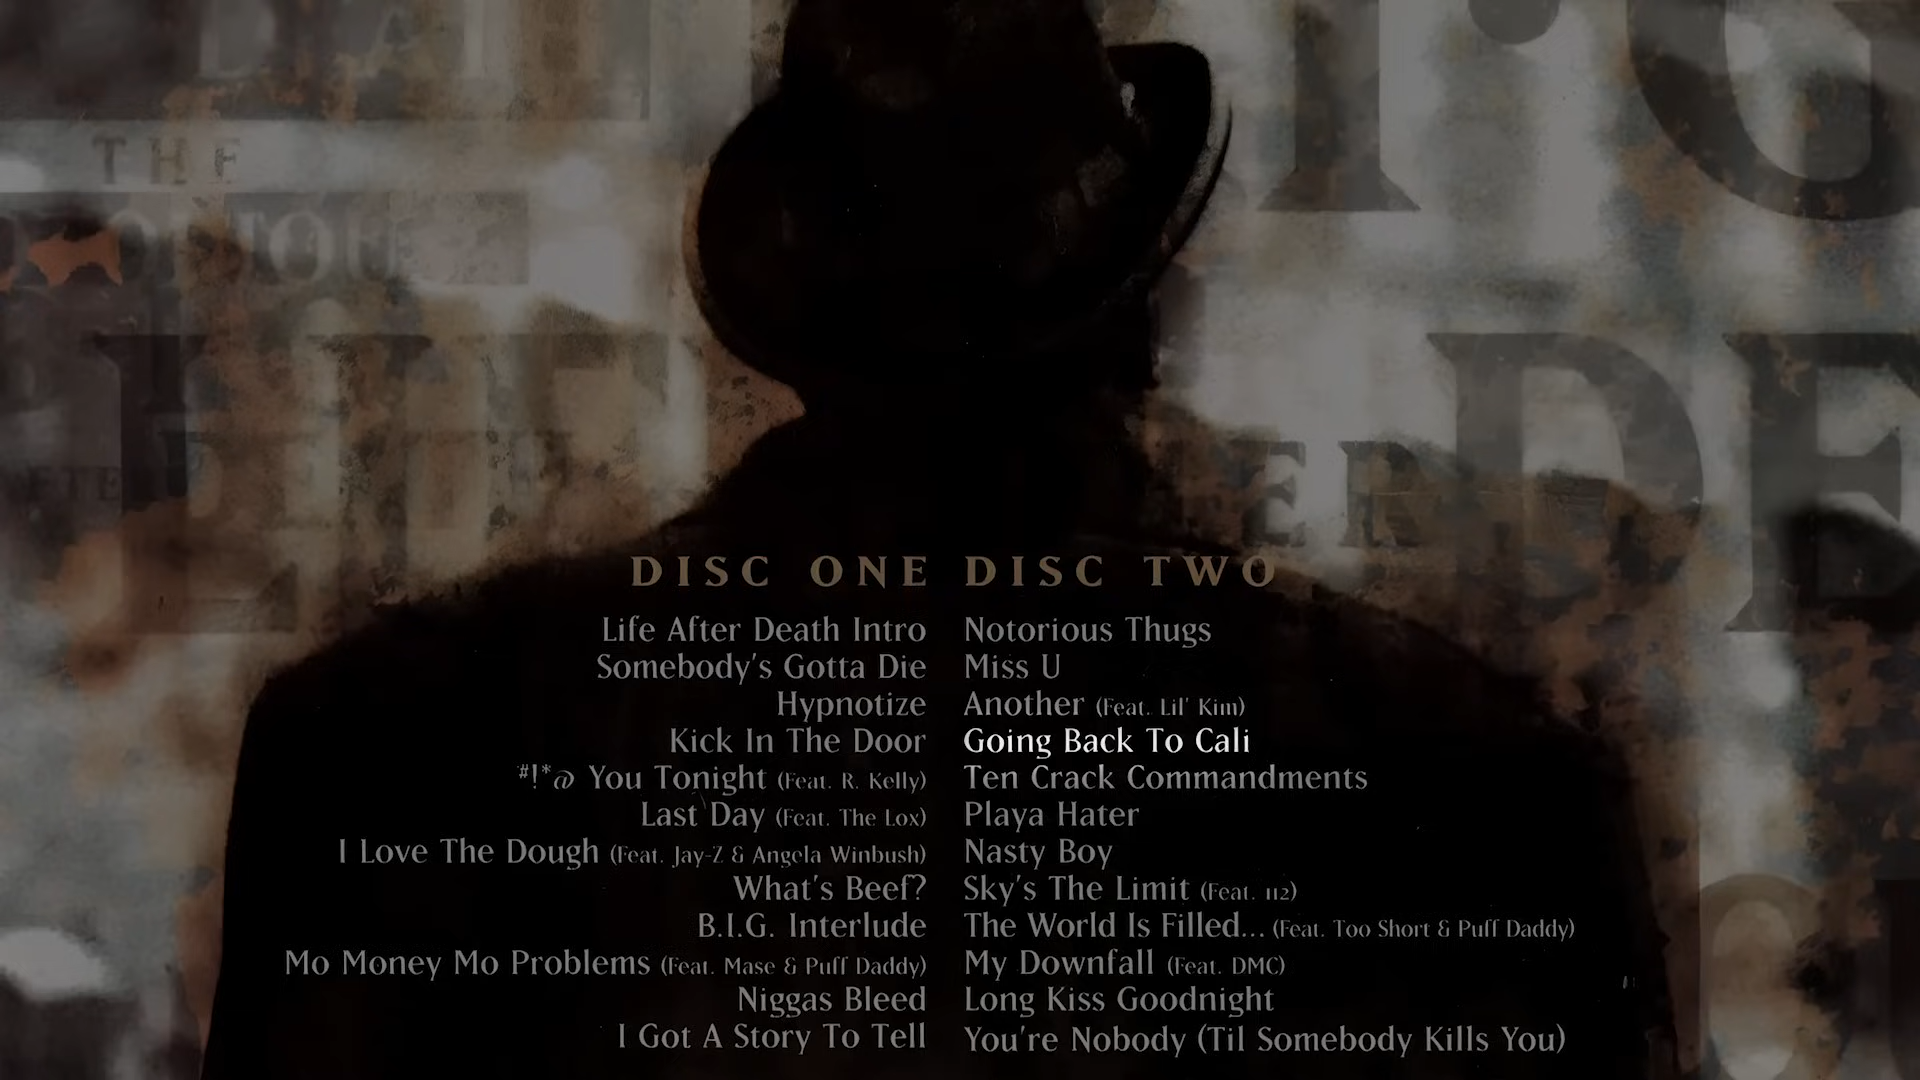 THE
DE
ER
DISC ONE
Life After Death Intro
Somebody's Gotta Die
Hypnotize
Kick In The Door
#!*@ You Tonight (Feat. R. Kelly)
Last Day (Feat. The Lox)
I Love The Dough (Feat. Jay-Z & Angela Winbush)
What's Beef?
B.I.G. Interlude
Mo Money Mo Problems (Feat. Mase & Puff Daddy)
Niggas Bleed
I Got A Story To Tell
DISC TWO
Notorious Thugs
Miss U
Another (Feat. Lil' Kim)
Going Back To Cali
Ten Crack Commandments
Playa Hater
Nasty Boy
Sky's The Limit (Feat. 112)
The World Is Filled... (Feat. Too Short & Puff Daddy)
My Downfall (Feat. DMC)
Long Kiss Goodnight
You're Nobody (Til Somebody Kills You)